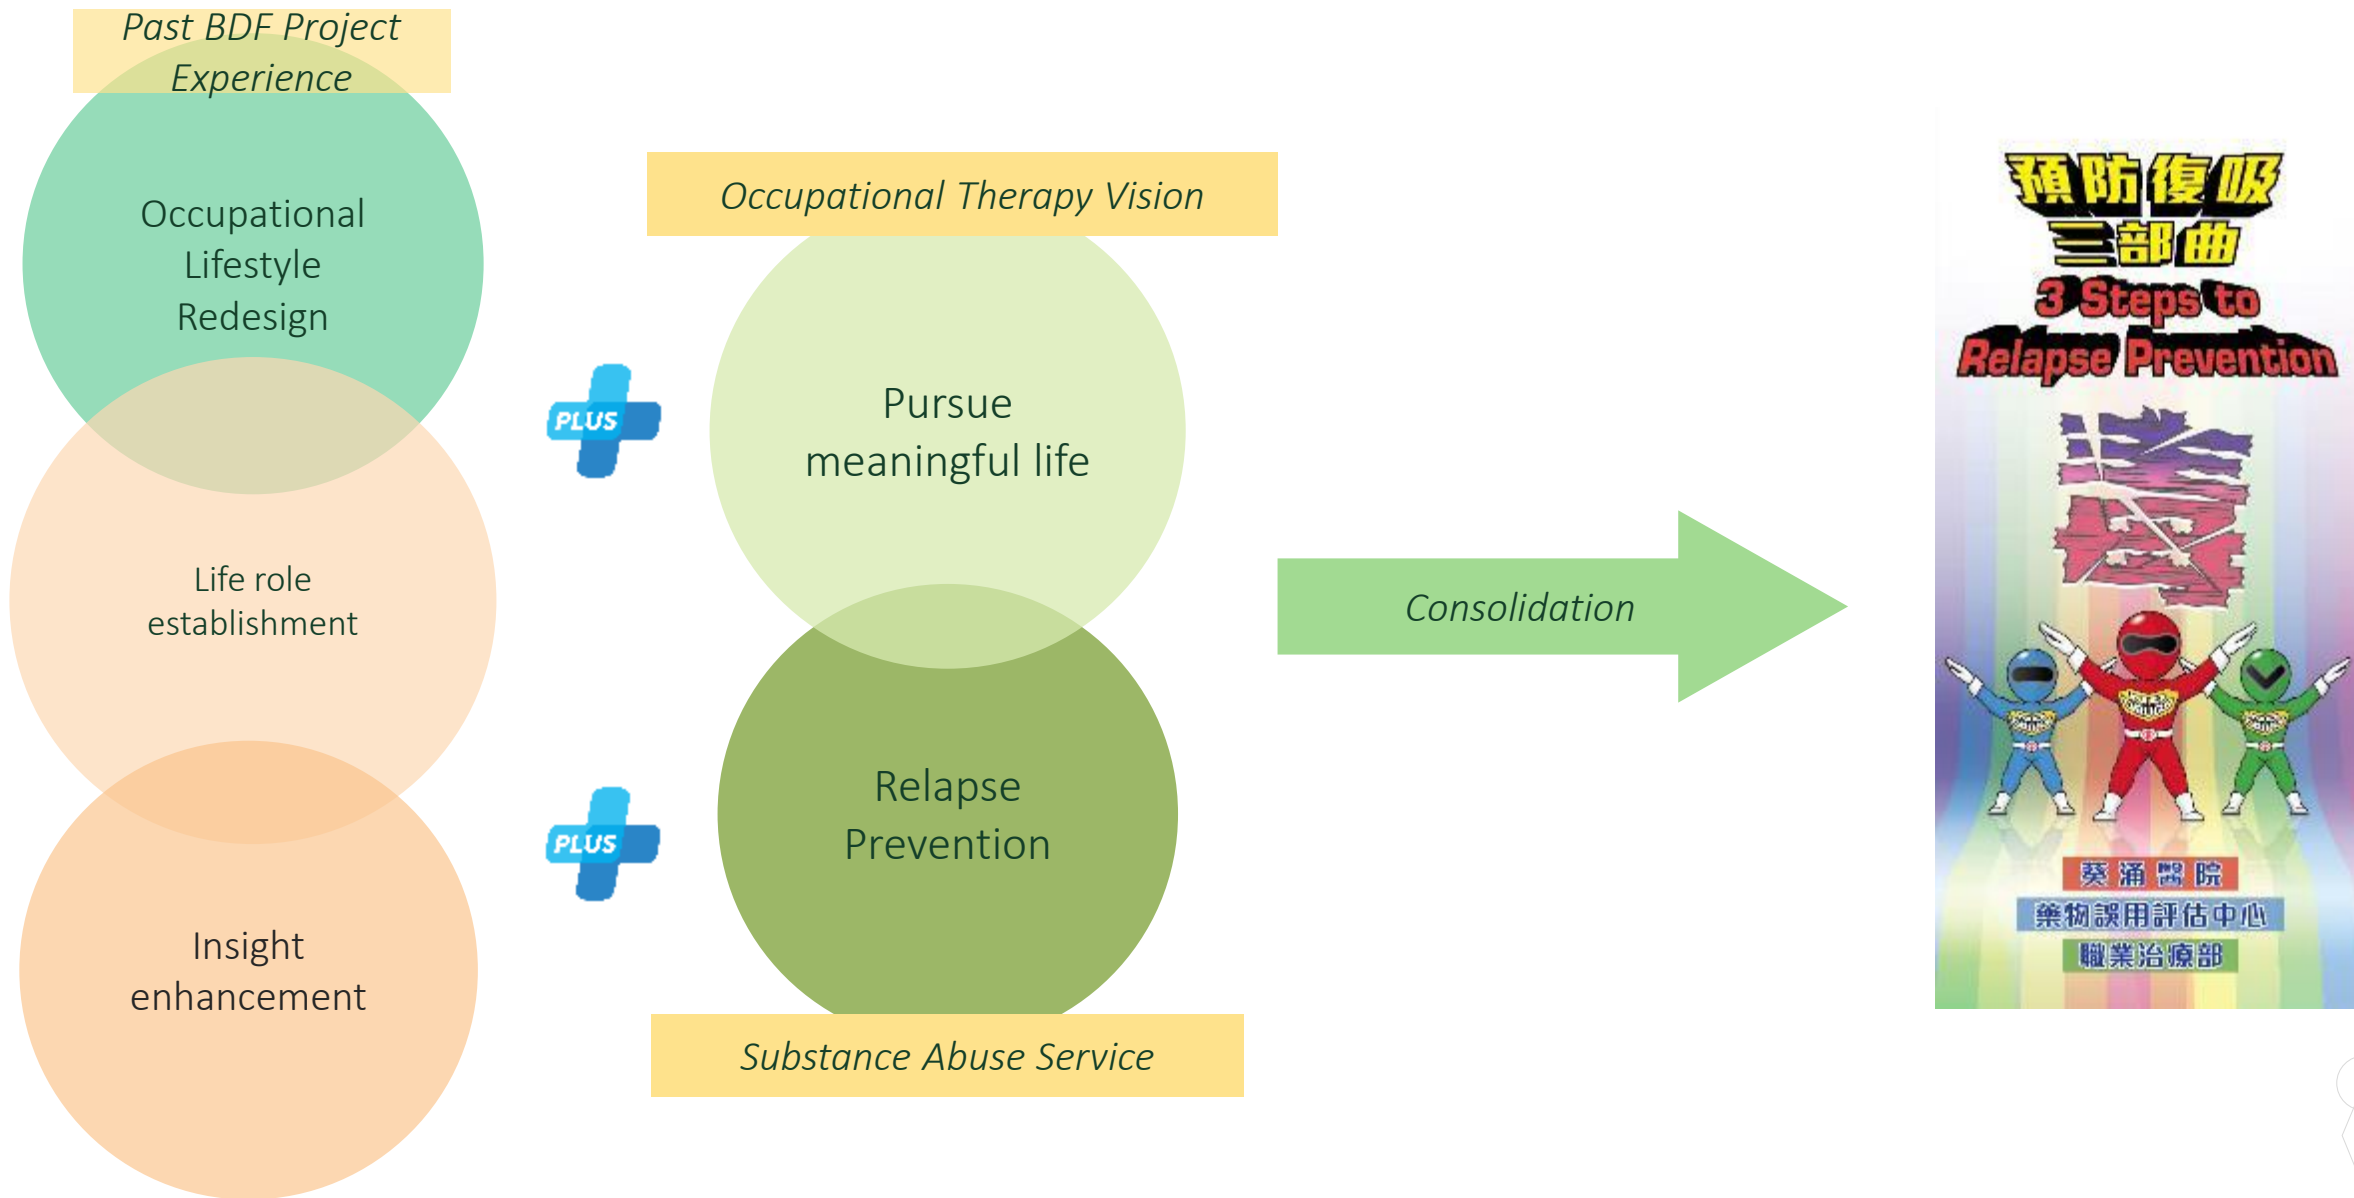 Past BDF Project
Experience
Occupational
Lifestyle
Redesign
Life role
establishment
Insight
enhancement
PLUS
PLUS
Occupational Therapy Vision
Pursue
meaningful life
Relapse
Prevention
Substance Abuse Service
Consolidation
預防復吸
三部曲
3 Steps to
Relapse Prevention
葵涌醫院
藥物誤用評估中心
職業治療部